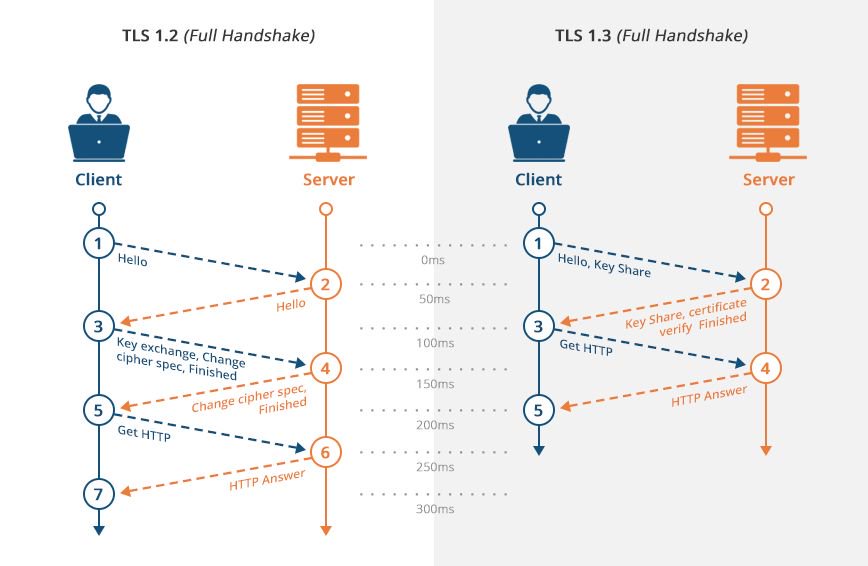 TLS 1.2 (Full Handshake)
Client
Server
1
Hello
2
Hello
3
Key exchange, Change
cipher spec, Finished
4
Change cipher spec,
Finished
5
Get HTTP
6
HTTP Answer
7
0ms
50ms
100ms
150ms
200ms
250ms
300ms
TLS 1.3 (Full Handshake)
Client
Server
1
Hello, Key Share
2
Key Share, certificate
verify Finished
3
Get HTTP
4
HTTP Answer
5